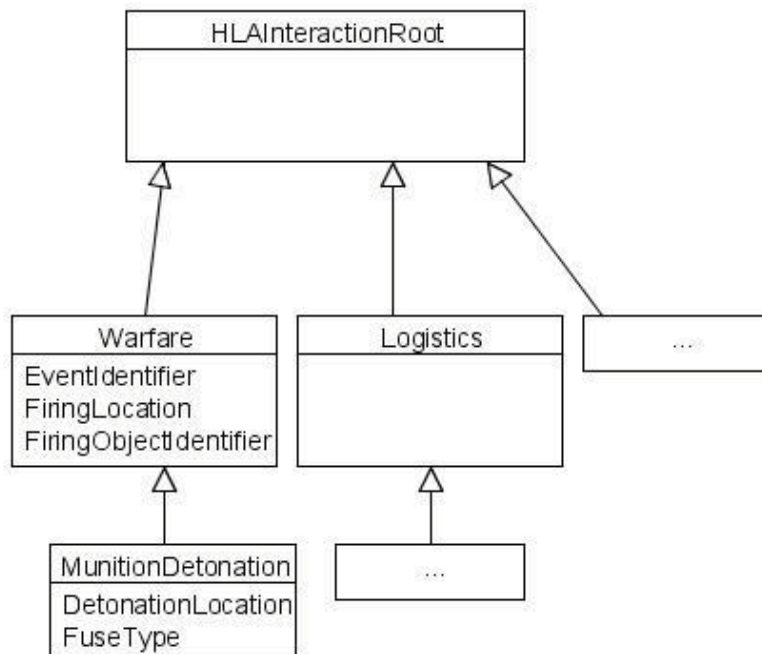 HLAInteractionRoot
Warfare
EventIdentifier
FiringLocation
FiringObjectIdentifier
Logistics
...
MunitionDetonation
DetonationLocation
FuseType
...